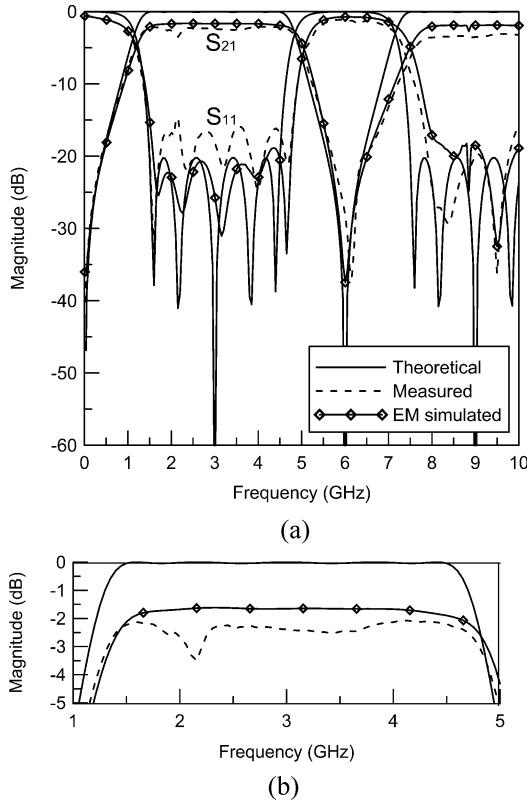 0
-10
-20
-30
-40
-50
-60
Magnitude (dB)
S21
S11
Theoretical
Measured
EM simulated
0 1 2 3 4 5 6 7 8 9 10
Frequency (GHz)
(a)
0
-1
-2
-3
-4
-5
Magnitude (dB)
1 2 3 4 5
Frequency (GHz)
(b)